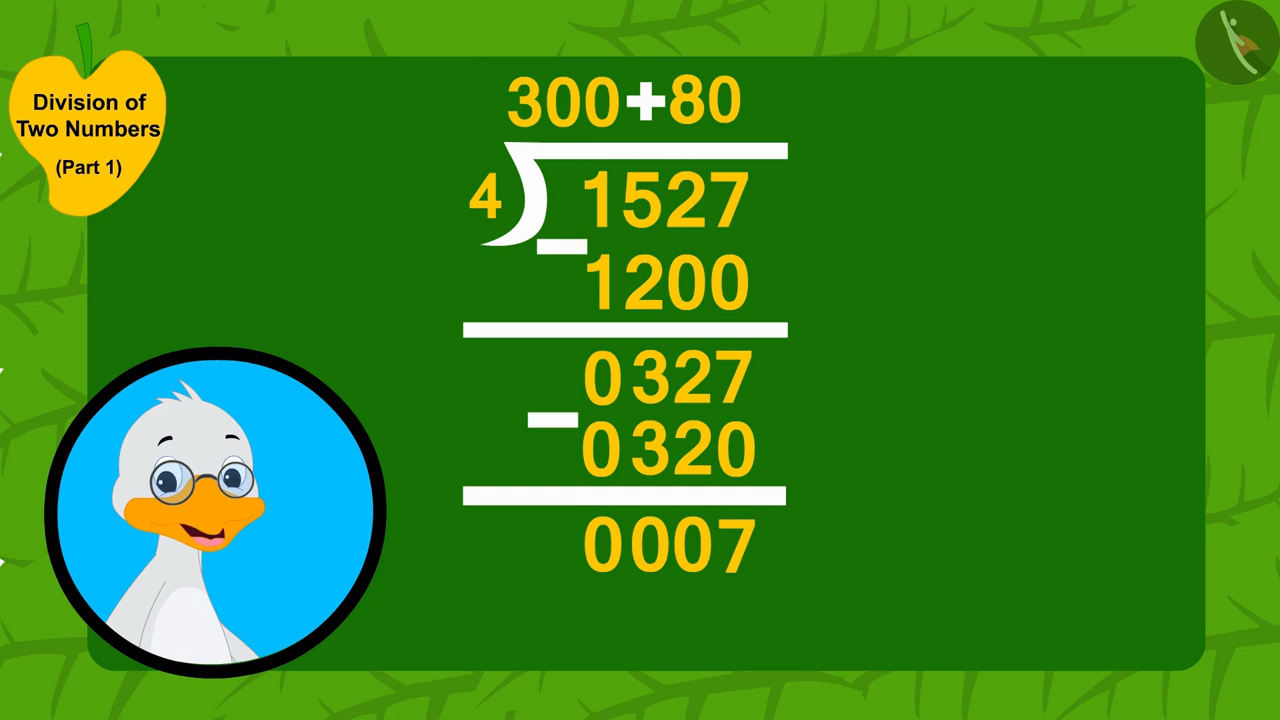 Division of
Two Numbers
(Part 1)
300+80
4 1527
- 1200
0327
- 0320
0007